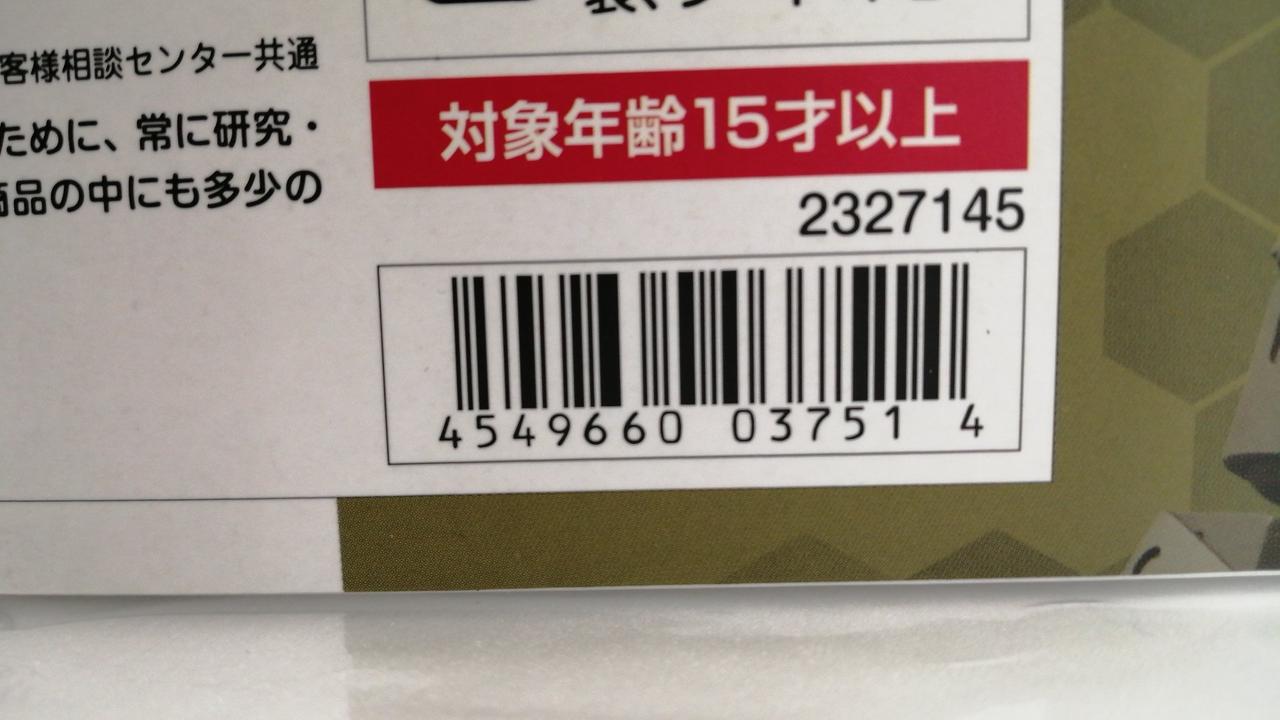 客様相談センター共通
ために、常に研究・
商品の中にも多少の
対象年齢15才以上
2327145
4549660 03751 4